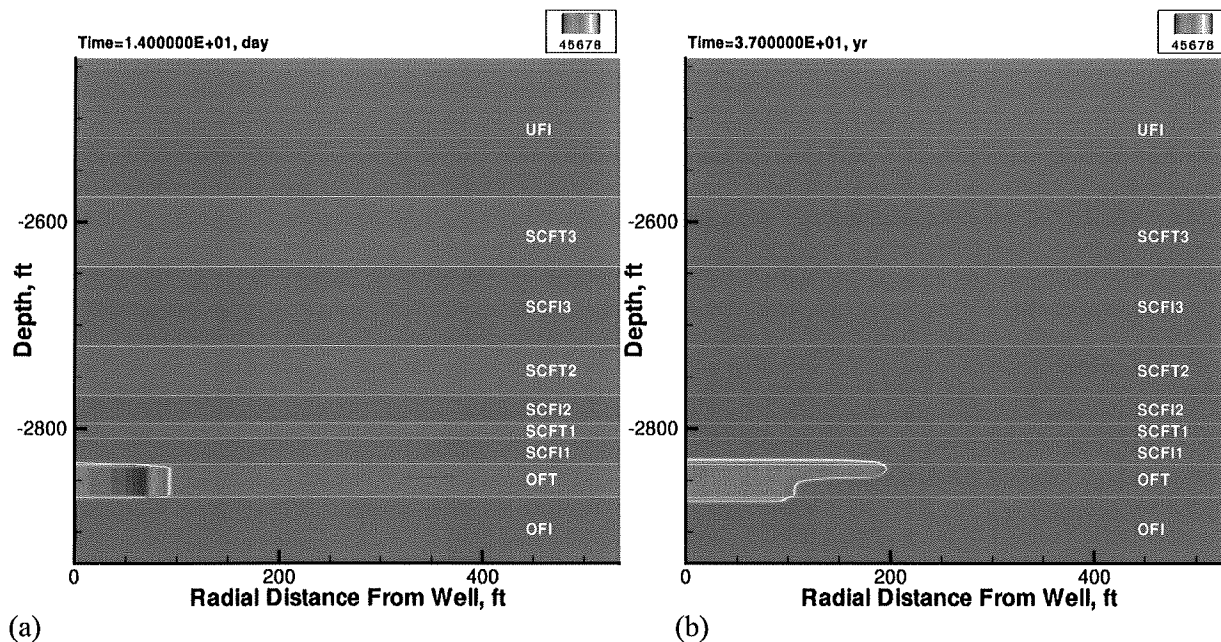 Time=1.400000E+01, day
45678
UFI
-2600
SCFT3
SCFI3
SCFT2
SCFI2
-2800
SCFT1
SCFI1
OFT
OFI
Depth, ft
0
200
400
Radial Distance From Well, ft
(a)
Time=3.700000E+01, yr
45678
UFI
-2600
SCFT3
SCFI3
SCFT2
SCFI2
-2800
SCFT1
SCFI1
OFT
OFI
Depth, ft
0
200
400
Radial Distance From Well, ft
(b)